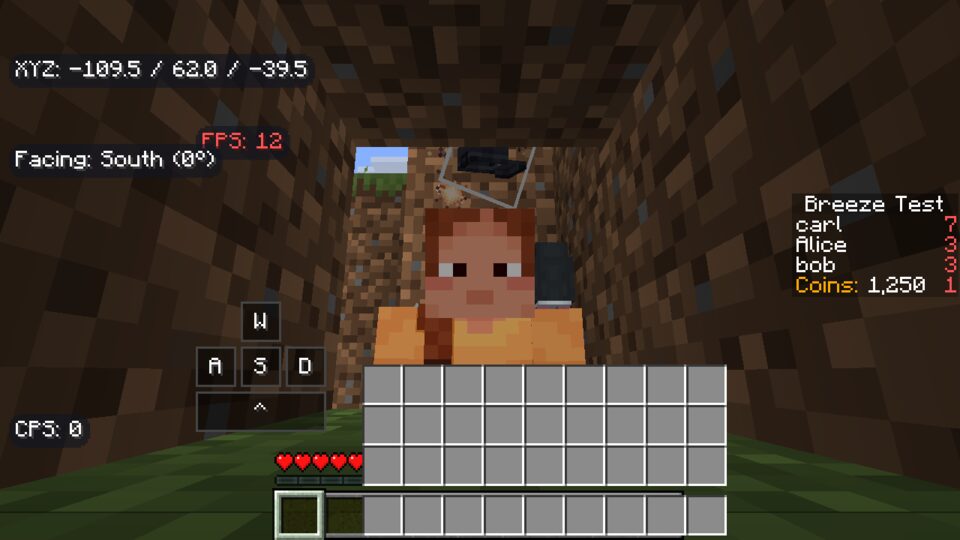 XYZ: -109.5 / 62.0 / -39.5
FPS: 12
Facing: South (0°)
Breeze Test
carl 7
Alice 3
bob 3
Coins: 1,250 1
W
A S D
^
CPS: 0